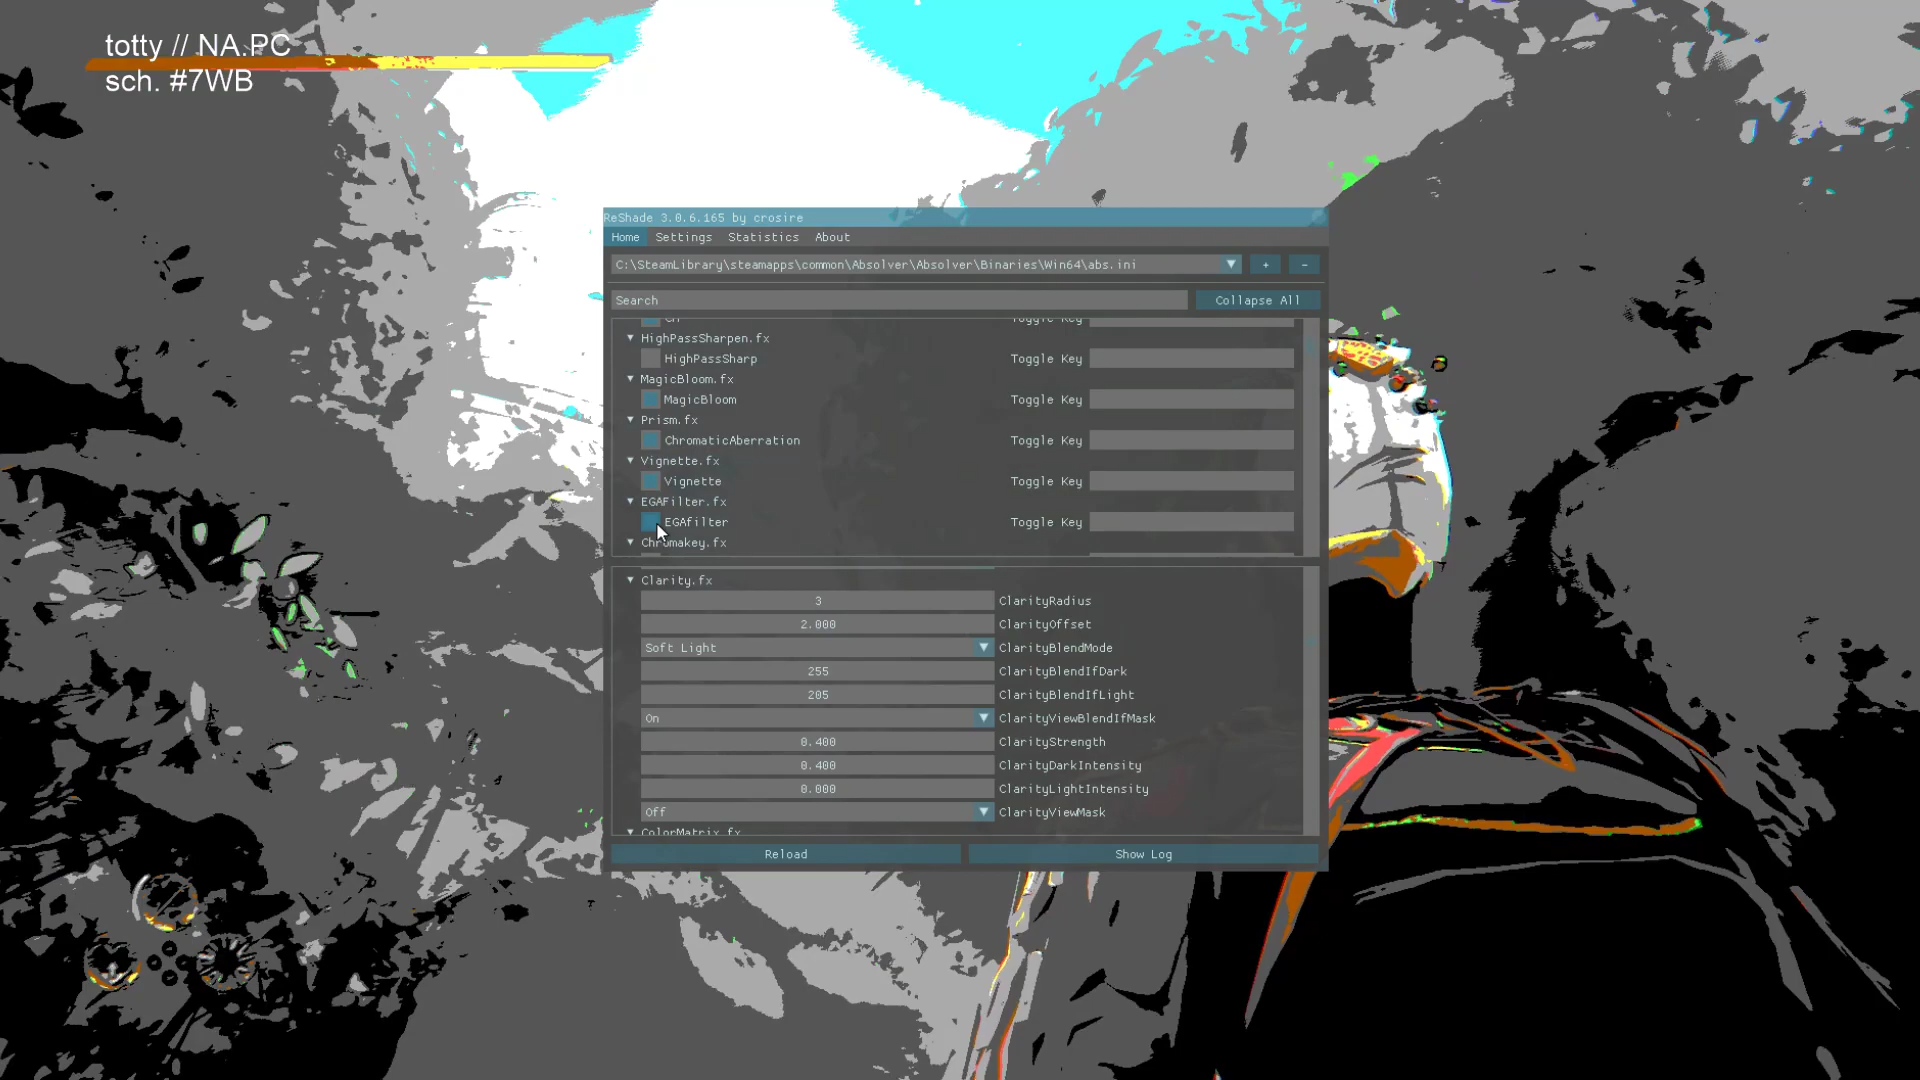 totty // NA.PC
sch. #7WB
ReShade 3.0.6.165 by crosire
Home Settings Statistics About
C:\SteamLibrary\steamapps\common\Absolver\Absolver\Binaries\Win64\abs.ini + -
Search Collapse All
Toggle Key
HighPassSharpen.fx
HighPassSharp Toggle Key
MagicBloom.fx
MagicBloom Toggle Key
Prism.fx
ChromaticAberration Toggle Key
Vignette.fx
Vignette Toggle Key
EGAFilter.fx
EGAfilter Toggle Key
Chromakey.fx
Clarity.fx
3 ClarityRadius
2.000 ClarityOffset
Soft Light ClarityBlendMode
255 ClarityBlendIfDark
205 ClarityBlendIfLight
On ClarityViewBlendIfMask
0.400 ClarityStrength
0.400 ClarityDarkIntensity
0.000 ClarityLightIntensity
Off ClarityViewMask
ColorMatrix.fx
Reload Show Log